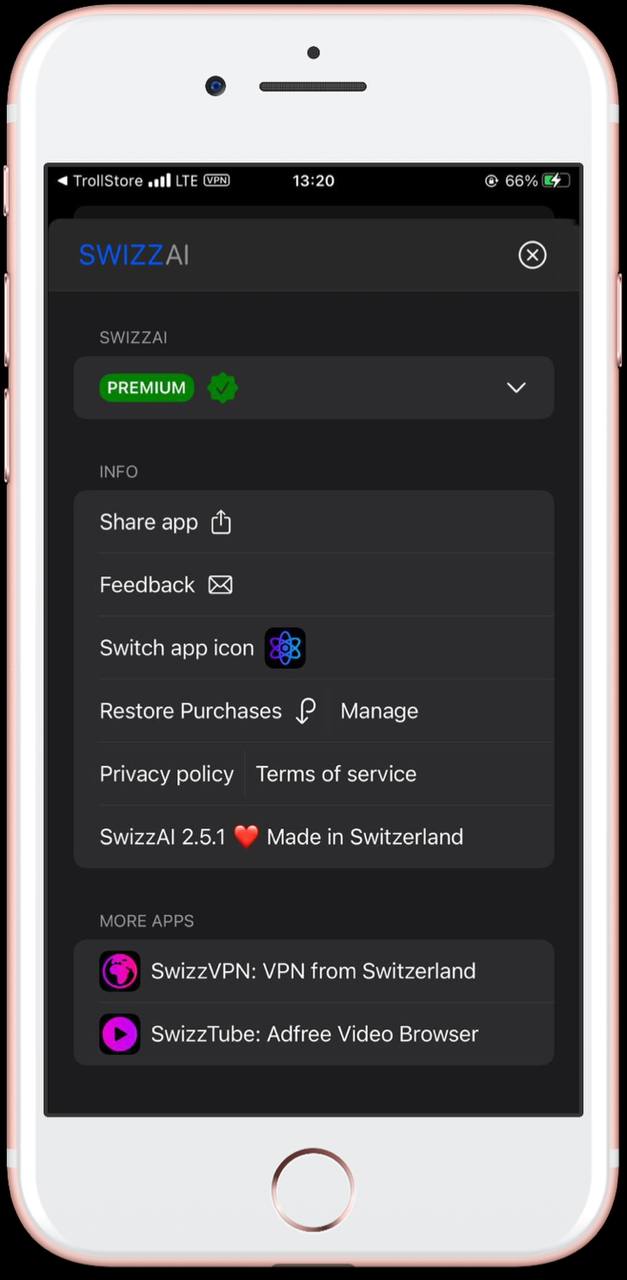 TrollStore LTE VPN 13:20 66%
SWIZZAI
SWIZZAI
PREMIUM
INFO
Share app
Feedback
Switch app icon
Restore Purchases Manage
Privacy policy Terms of service
SwizzAI 2.5.1 ❤️ Made in Switzerland
MORE APPS
SwizzVPN: VPN from Switzerland
SwizzTube: Adfree Video Browser